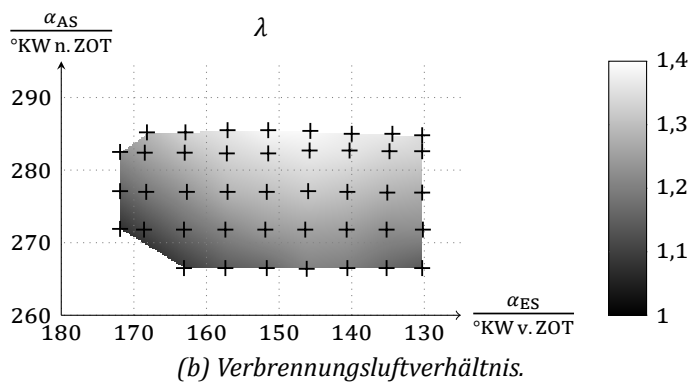 α_AS
°KW n. ZOT
λ
290
280
270
260
180 170 160 150 140 130
α_ES
°KW v. ZOT
1,4
1,3
1,2
1,1
1
(b) Verbrennungsluftverhältnis.